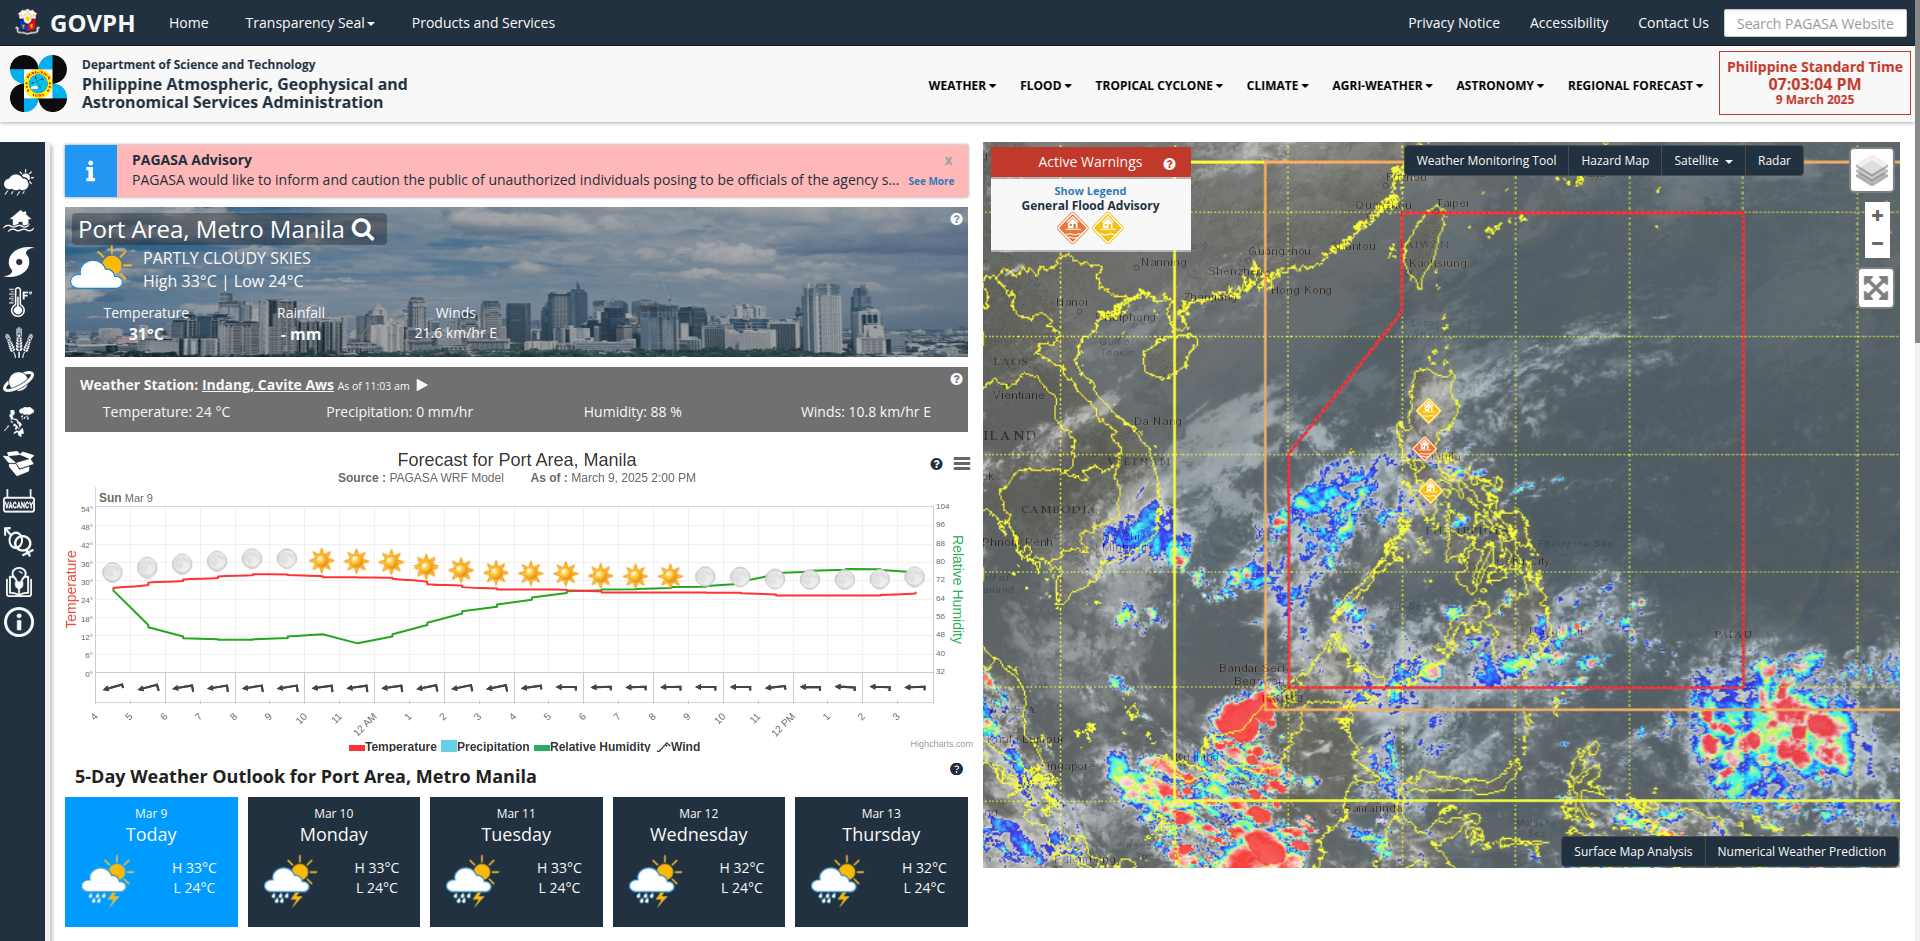 GOVPH
Home
Transparency Seal
Products and Services
Privacy Notice
Accessibility
Contact Us
Search PAGASA Website
Department of Science and Technology
Philippine Atmospheric, Geophysical and
Astronomical Services Administration
WEATHER
FLOOD
TROPICAL CYCLONE
CLIMATE
AGRI-WEATHER
ASTRONOMY
REGIONAL FORECAST
Philippine Standard Time
07:03:04 PM
9 March 2025
PAGASA Advisory
x
PAGASA would like to inform and caution the public of unauthorized individuals posing to be officials of the agency s... See More
Port Area, Metro Manila
PARTLY CLOUDY SKIES
High 33°C | Low 24°C
Temperature
31°C
Rainfall
- mm
Winds
21.6 km/hr E
Weather Station: Indang, Cavite Aws As of 11:03 am
Temperature: 24 °C
Precipitation: 0 mm/hr
Humidity: 88 %
Winds: 10.8 km/hr E
Forecast for Port Area, Manila
Source : PAGASA WRF Model As of : March 9, 2025 2:00 PM
Sun Mar 9
Temperature
54°
48°
42°
36°
30°
24°
18°
12°
6°
0°
104
96
88
80
72
64
56
48
40
32
Relative Humidity
4 5 6 7 8 9 10 11 12 AM 1 2 3 4 5 6 7 8 9 10 11 12 PM 1 2 3
Temperature Precipitation Relative Humidity Wind
Highcharts.com
5-Day Weather Outlook for Port Area, Metro Manila
Mar 9
Today
H 33°C
L 24°C
Mar 10
Monday
H 33°C
L 24°C
Mar 11
Tuesday
H 33°C
L 24°C
Mar 12
Wednesday
H 32°C
L 24°C
Mar 13
Thursday
H 32°C
L 24°C
VACANCY
Active Warnings
Show Legend
General Flood Advisory
Weather Monitoring Tool
Hazard Map
Satellite
Radar
+
−
Taipei
Guangzhou
Nanning
Shenzhen
Kaohsiung
Hong Kong
Zhanjiang
Hanoi
Haiphong
Gulf
Tonkin
LAOS
Vientiane
Da Nang
VIETNAM
CAMBODIA
Phnom Penh
Philippine Sea
PALAU
Bandar Seri
Begawan
Samarinda
Surface Map Analysis
Numerical Weather Prediction